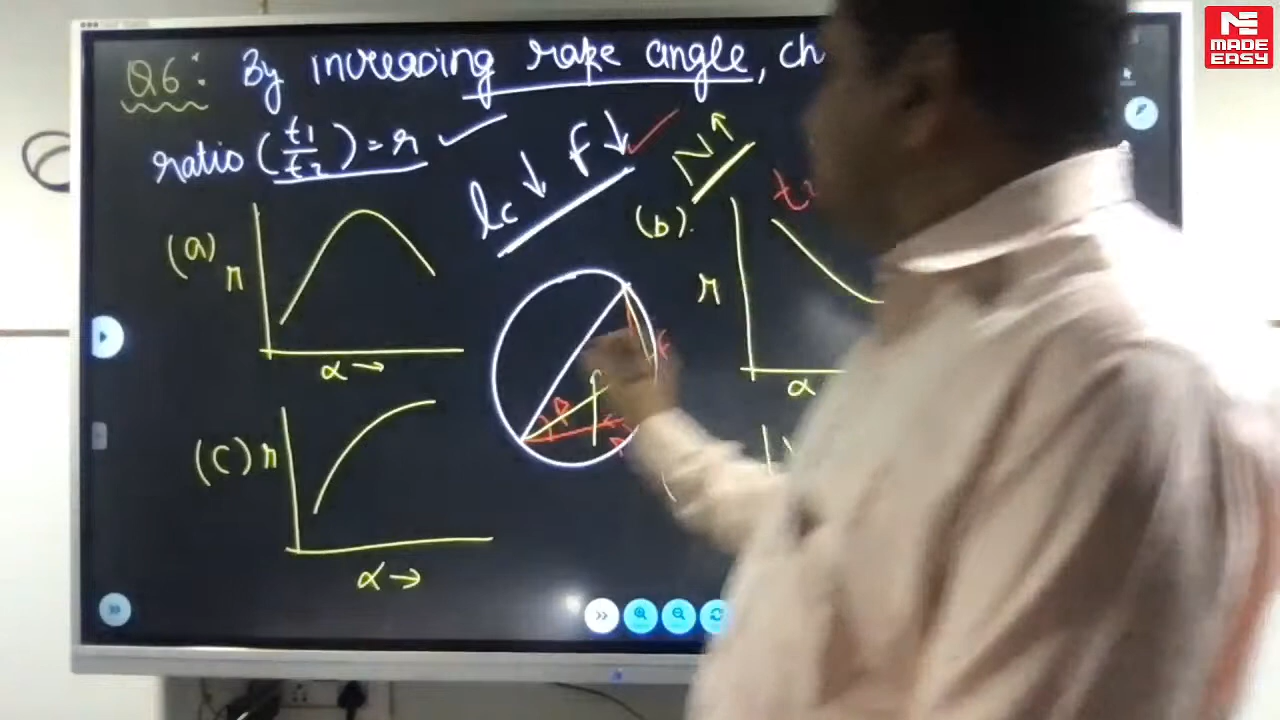 Q6: By increasing rake angle, ch
ratio (t1/t2) = r
lc ↓ F ↓ N ↑
(a) r
α →
(b). r
α
(c) r
α →
MADE
EASY